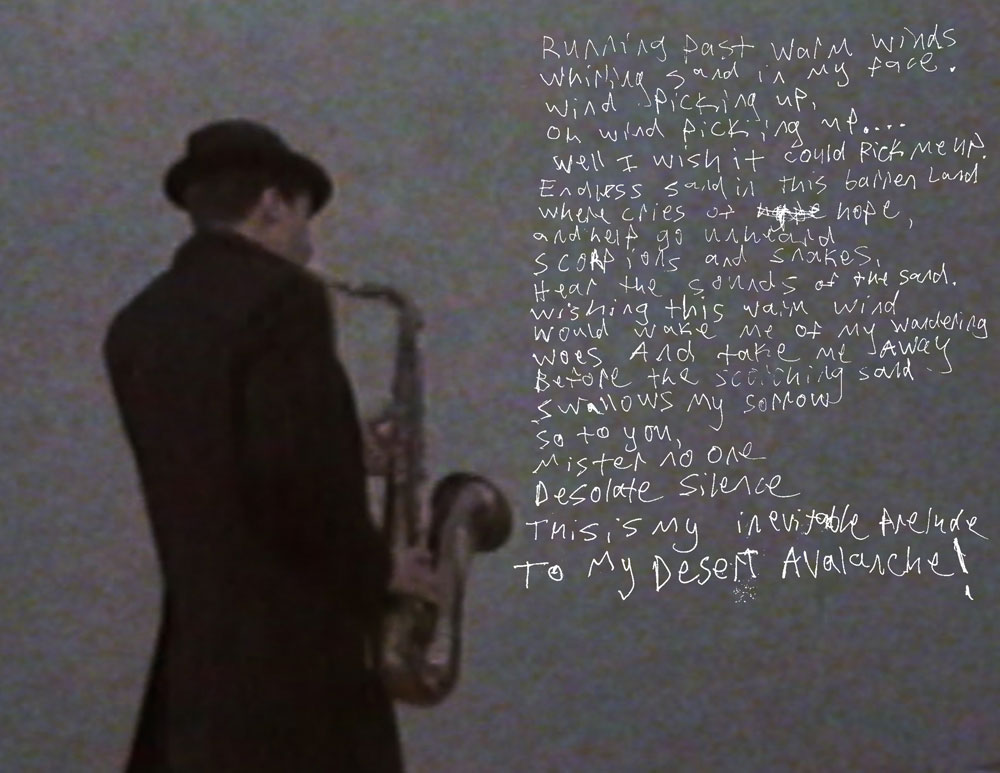 Running past warm winds
whirling sand in my face.
wind picking up,
oh wind picking up....
well I wish it could Pick me up.
Endless sand in this barren Land
where cries of hope,
and help go unheard
scorpions and snakes.
Hear the sounds of the sand.
wishing this warm wind
would wake me of my wandering
woes And take me AWAY
Before the scorching sand
swallows my sorrow
so to you,
mister no one
Desolate silence
This is my inevitable prelude
To My Desert Avalanche!